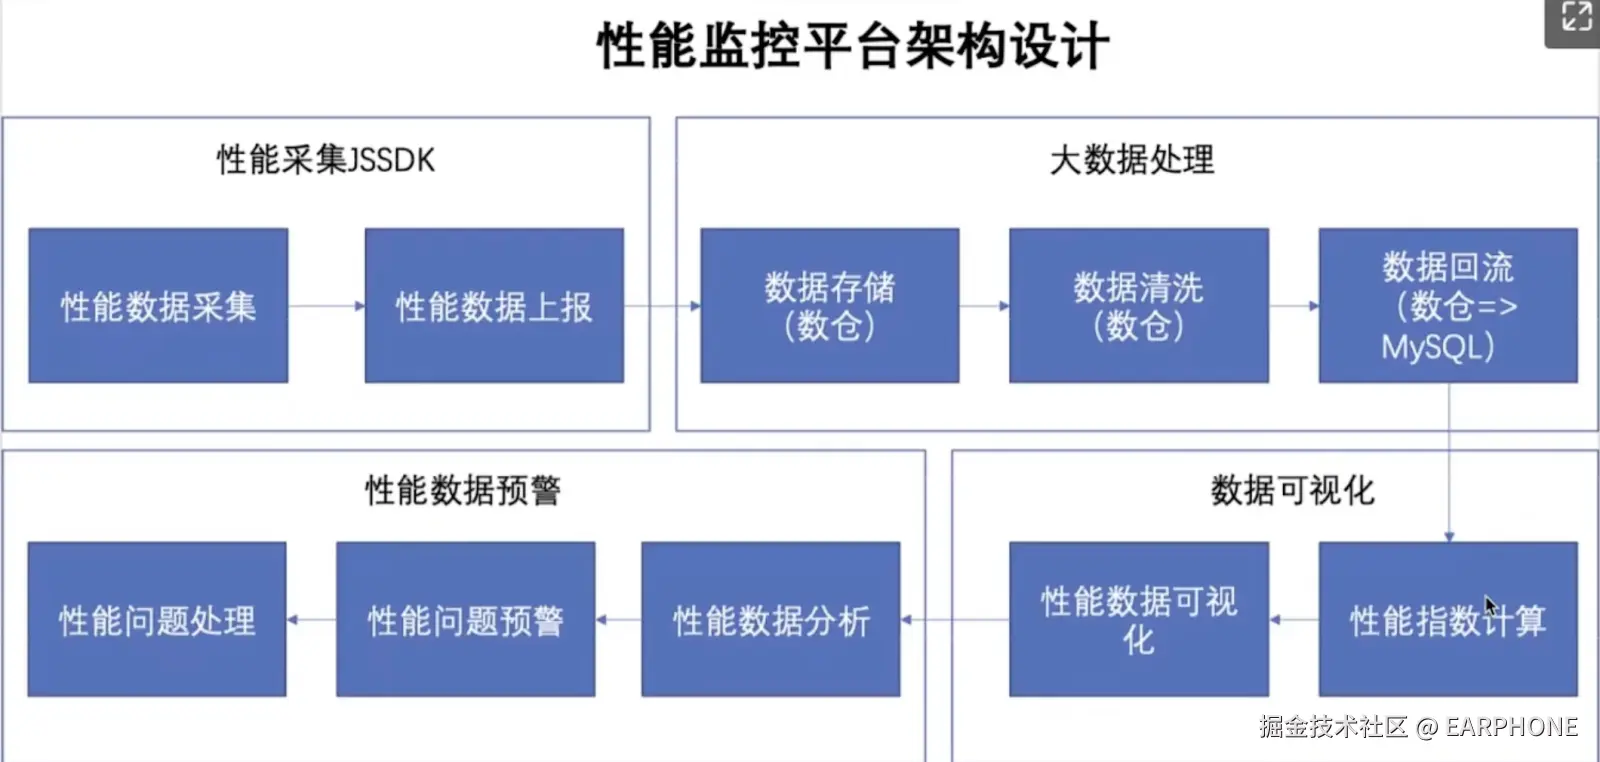 性能监控平台架构设计
性能采集JSSDK
大数据处理
性能数据采集
性能数据上报
数据存储
（数仓）
数据清洗
（数仓）
数据回流
（数仓=>
MySQL）
性能数据预警
数据可视化
性能问题处理
性能问题预警
性能数据分析
性能数据可视
化
性能指数计算
掘金技术社区 @ EARPHONE